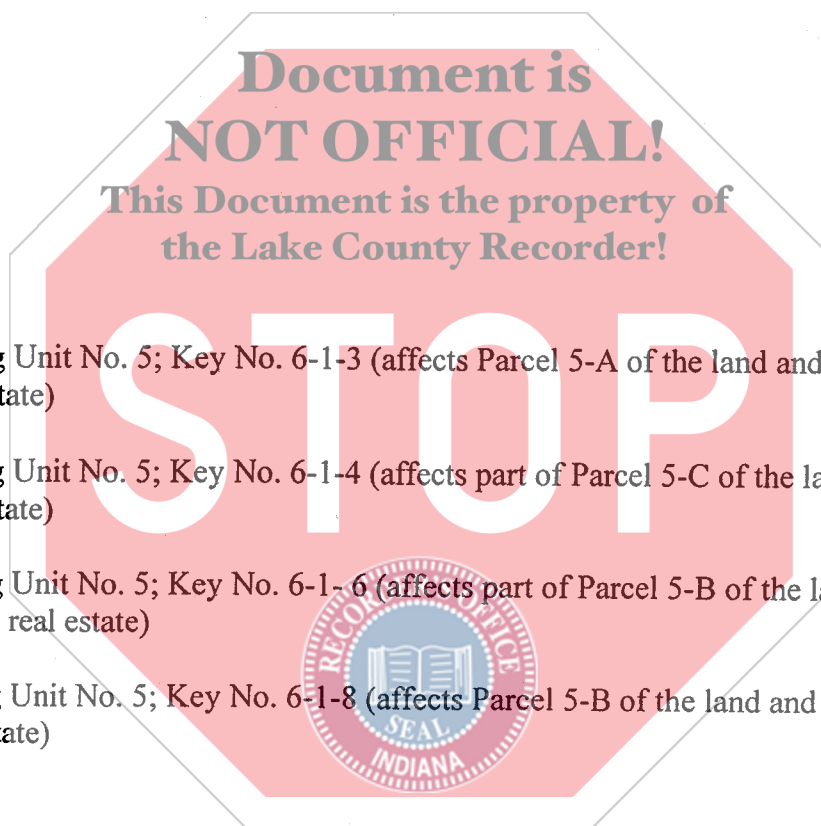 Document is
NOT OFFICIAL!
This Document is the property of
the Lake County Recorder!
STOP
Unit No. 5; Key No. 6-1-3 (affects Parcel 5-A of the land and
tate)
Unit No. 5; Key No. 6-1-4 (affects part of Parcel 5-C of the la
tate)
Unit No. 5; Key No. 6-1- 6 (affects part of Parcel 5-B of the la
real estate)
Unit No. 5; Key No. 6-1-8 (affects Parcel 5-B of the land and
tate)
RECORDER'S OFFICE
SEAL
INDIANA